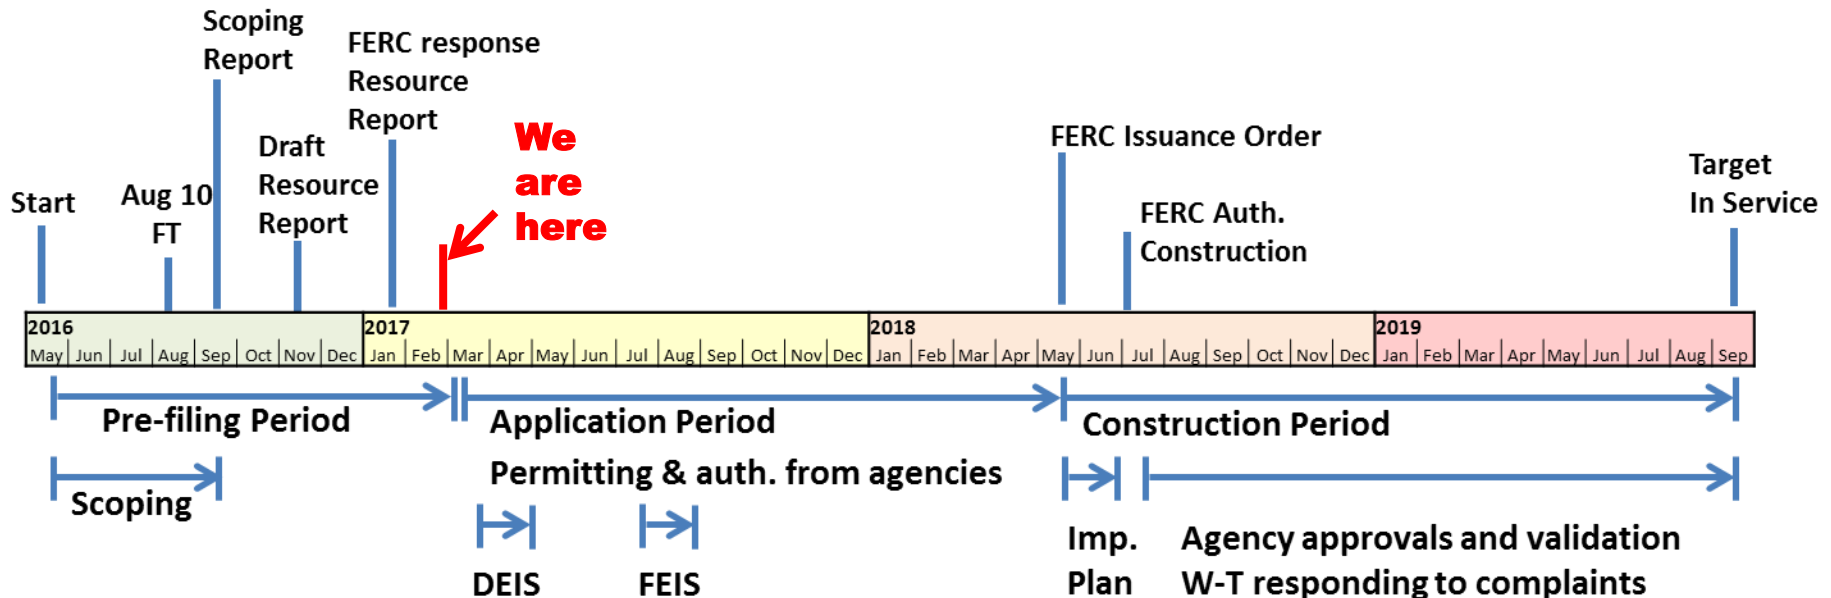 Scoping
Report
FERC response
Resource
Report
We
are
here
Draft
Resource
Report
Aug 10
FT
Start
FERC Issuance Order
FERC Auth.
Construction
Target
In Service
2016 2017 2018 2019
May Jun Jul Aug Sep Oct Nov Dec Jan Feb Mar Apr May Jun Jul Aug Sep Oct Nov Dec Jan Feb Mar Apr May Jun Jul Aug Sep Oct Nov Dec Jan Feb Mar Apr May Jun Jul Aug Sep
Pre-filing Period
Application Period
Construction Period
Scoping
Permitting & auth. from agencies
DEIS
FEIS
Imp.
Plan
Agency approvals and validation
W-T responding to complaints